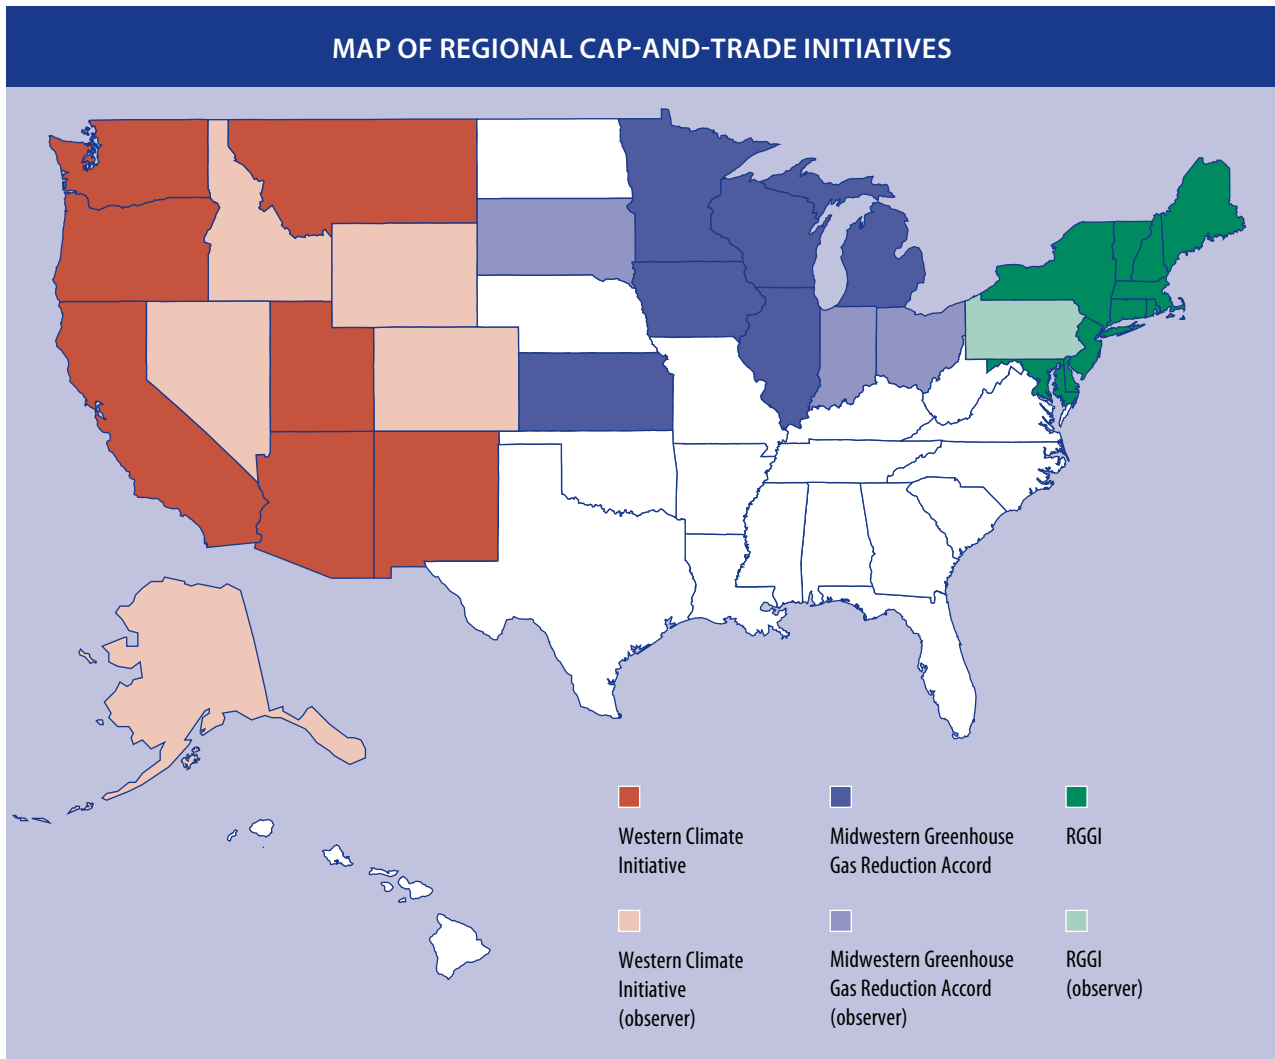 MAP OF REGIONAL CAP-AND-TRADE INITIATIVES
Western Climate
Initiative
Midwestern Greenhouse
Gas Reduction Accord
RGGI
Western Climate
Initiative
(observer)
Midwestern Greenhouse
Gas Reduction Accord
(observer)
RGGI
(observer)